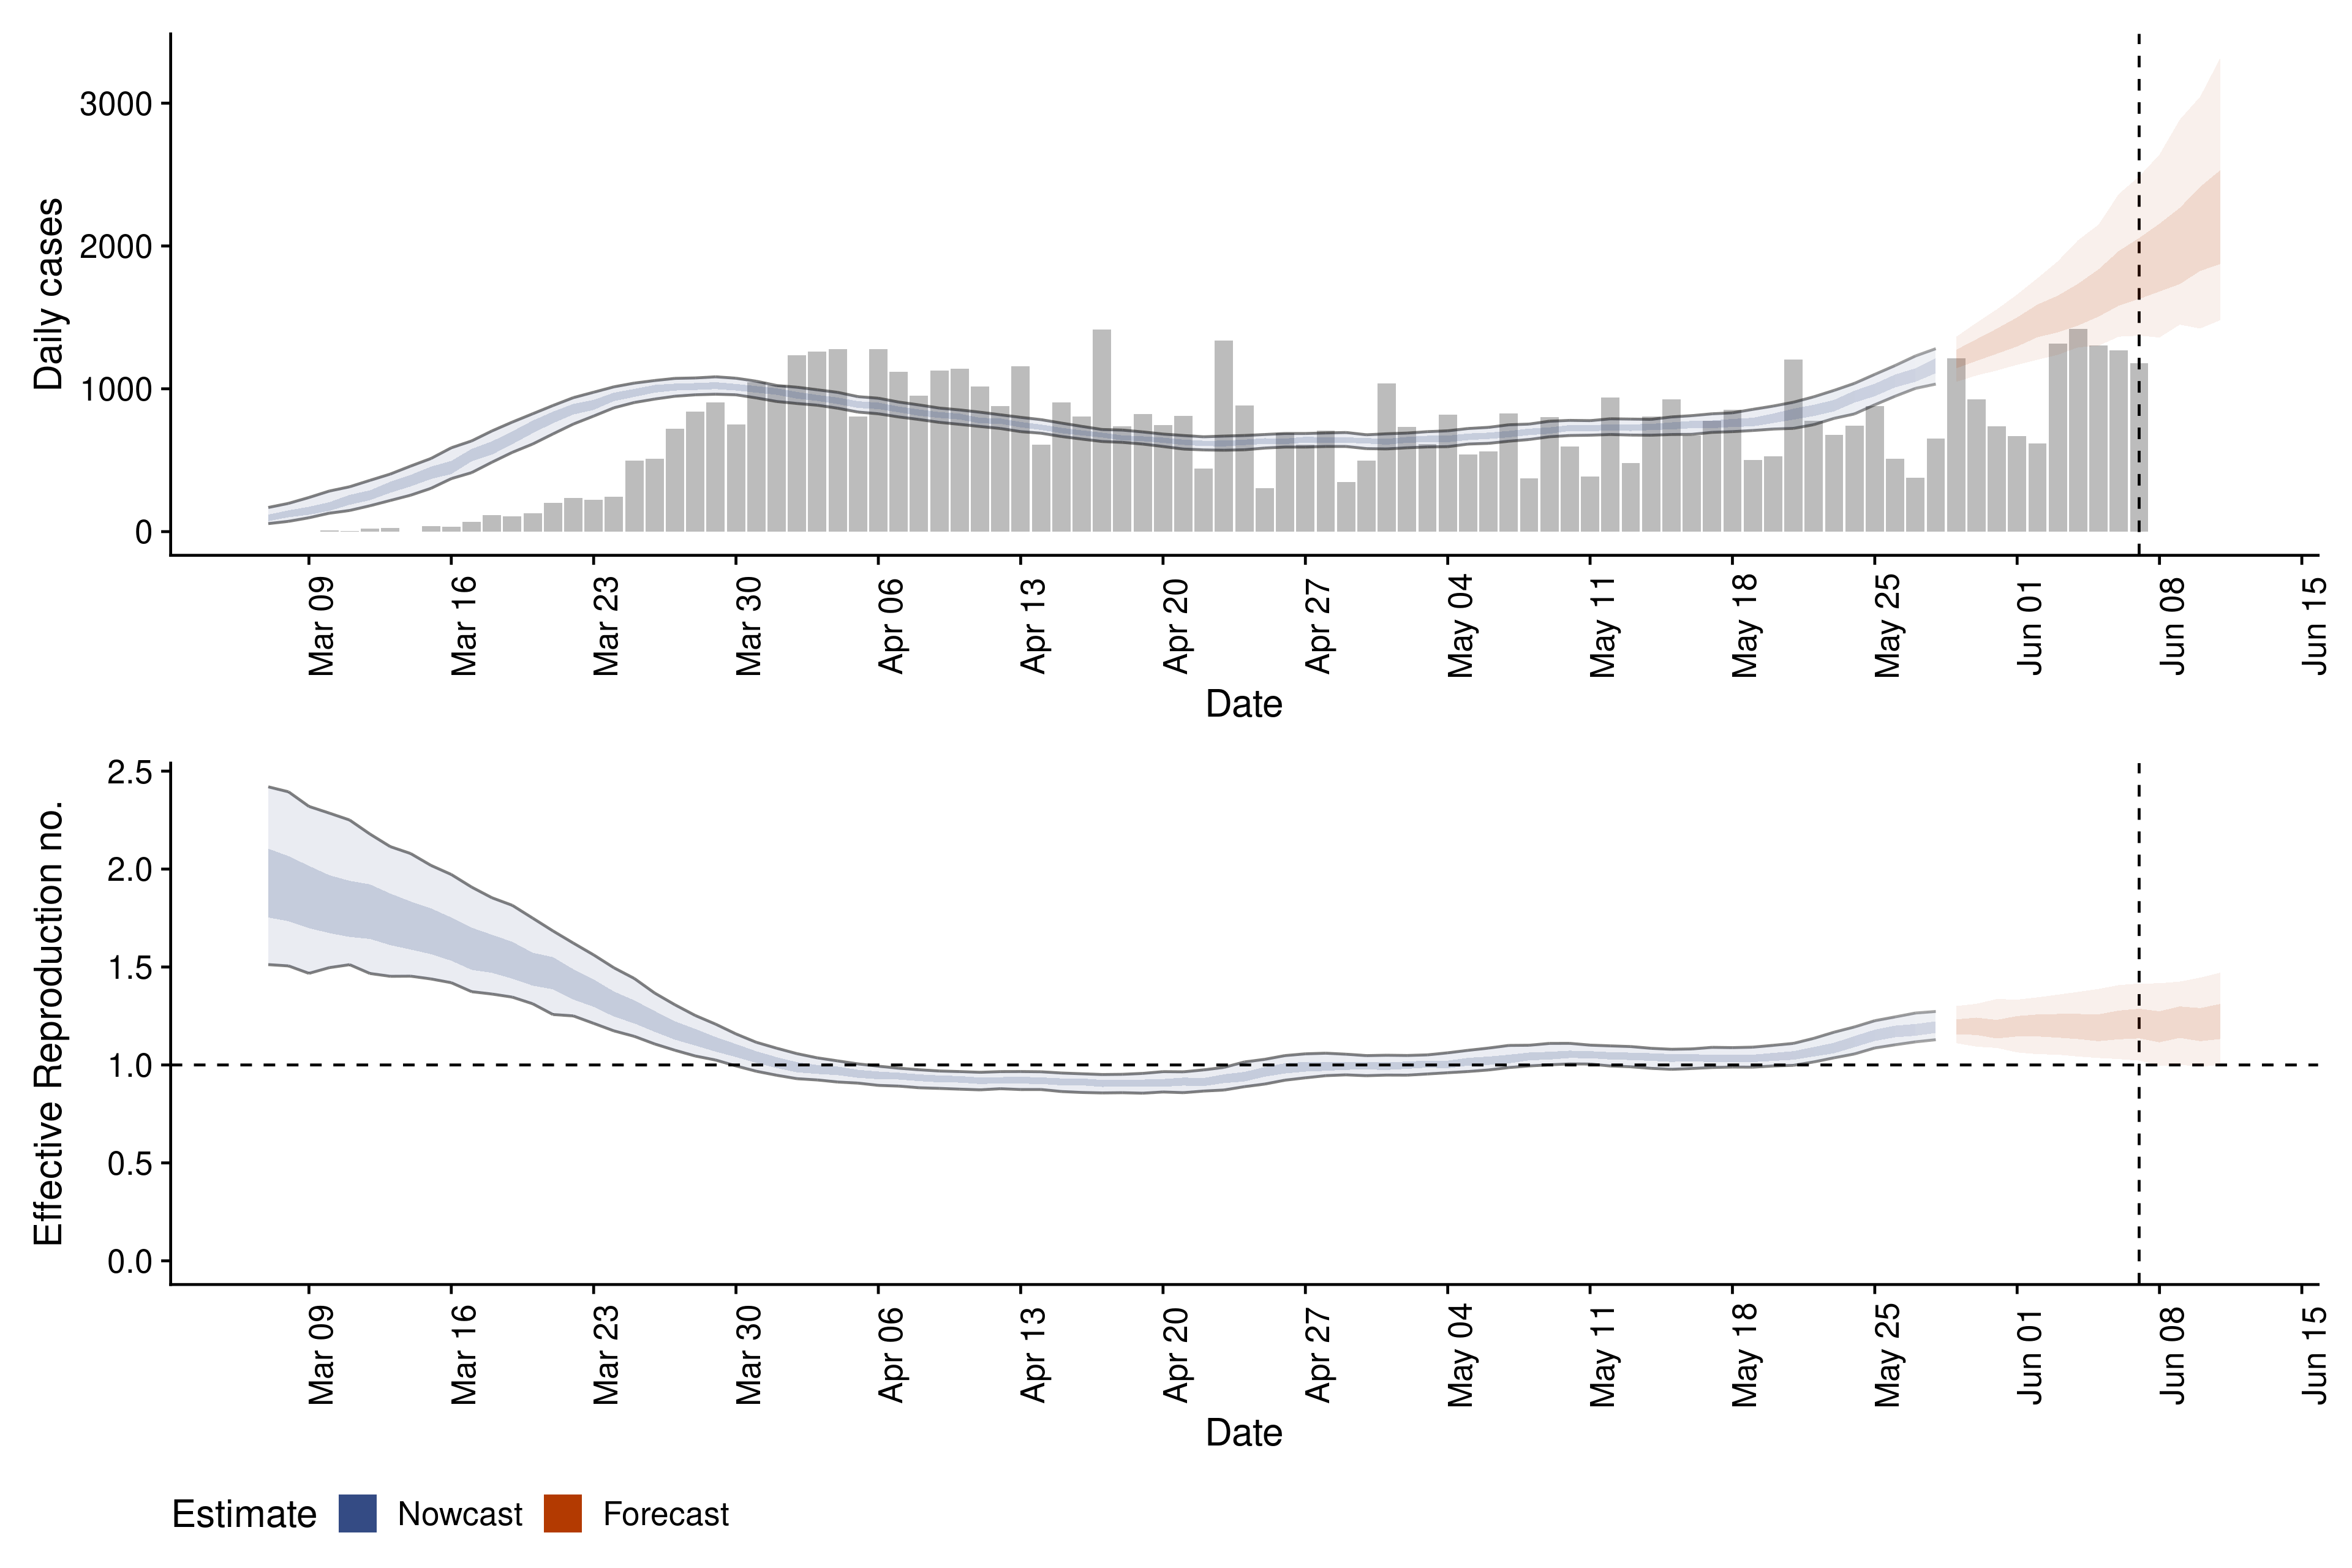 3000
2000
1000
0
Daily cases
Mar 09
Mar 16
Mar 23
Mar 30
Apr 06
Apr 13
Apr 20
Apr 27
May 04
May 11
May 18
May 25
Jun 01
Jun 08
Jun 15
Date
2.5
2.0
1.5
1.0
0.5
0.0
Effective Reproduction no.
Mar 09
Mar 16
Mar 23
Mar 30
Apr 06
Apr 13
Apr 20
Apr 27
May 04
May 11
May 18
May 25
Jun 01
Jun 08
Jun 15
Date
Estimate Nowcast Forecast